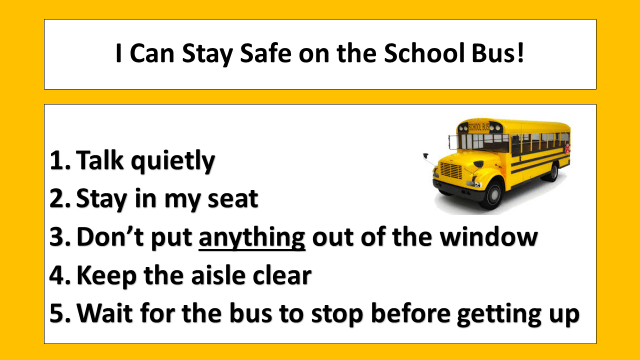 I Can Stay Safe on the School Bus!
SCHOOL BUS
1. Talk quietly
2. Stay in my seat
3. Don’t put anything out of the window
4. Keep the aisle clear
5. Wait for the bus to stop before getting up